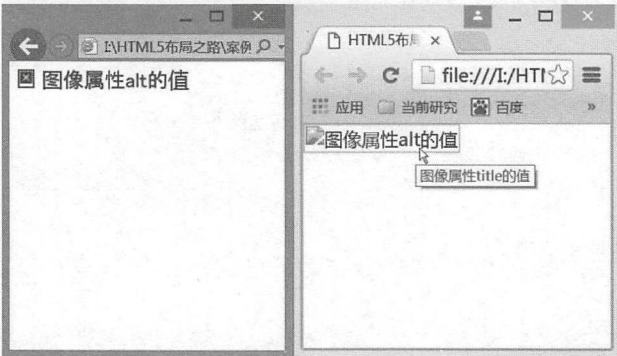 I:\HTML5布局之路\案例
图像属性alt的值
HTML5布局
file:///I:/HTM
应用 当前研究 百度 »
图像属性alt的值
图像属性title的值